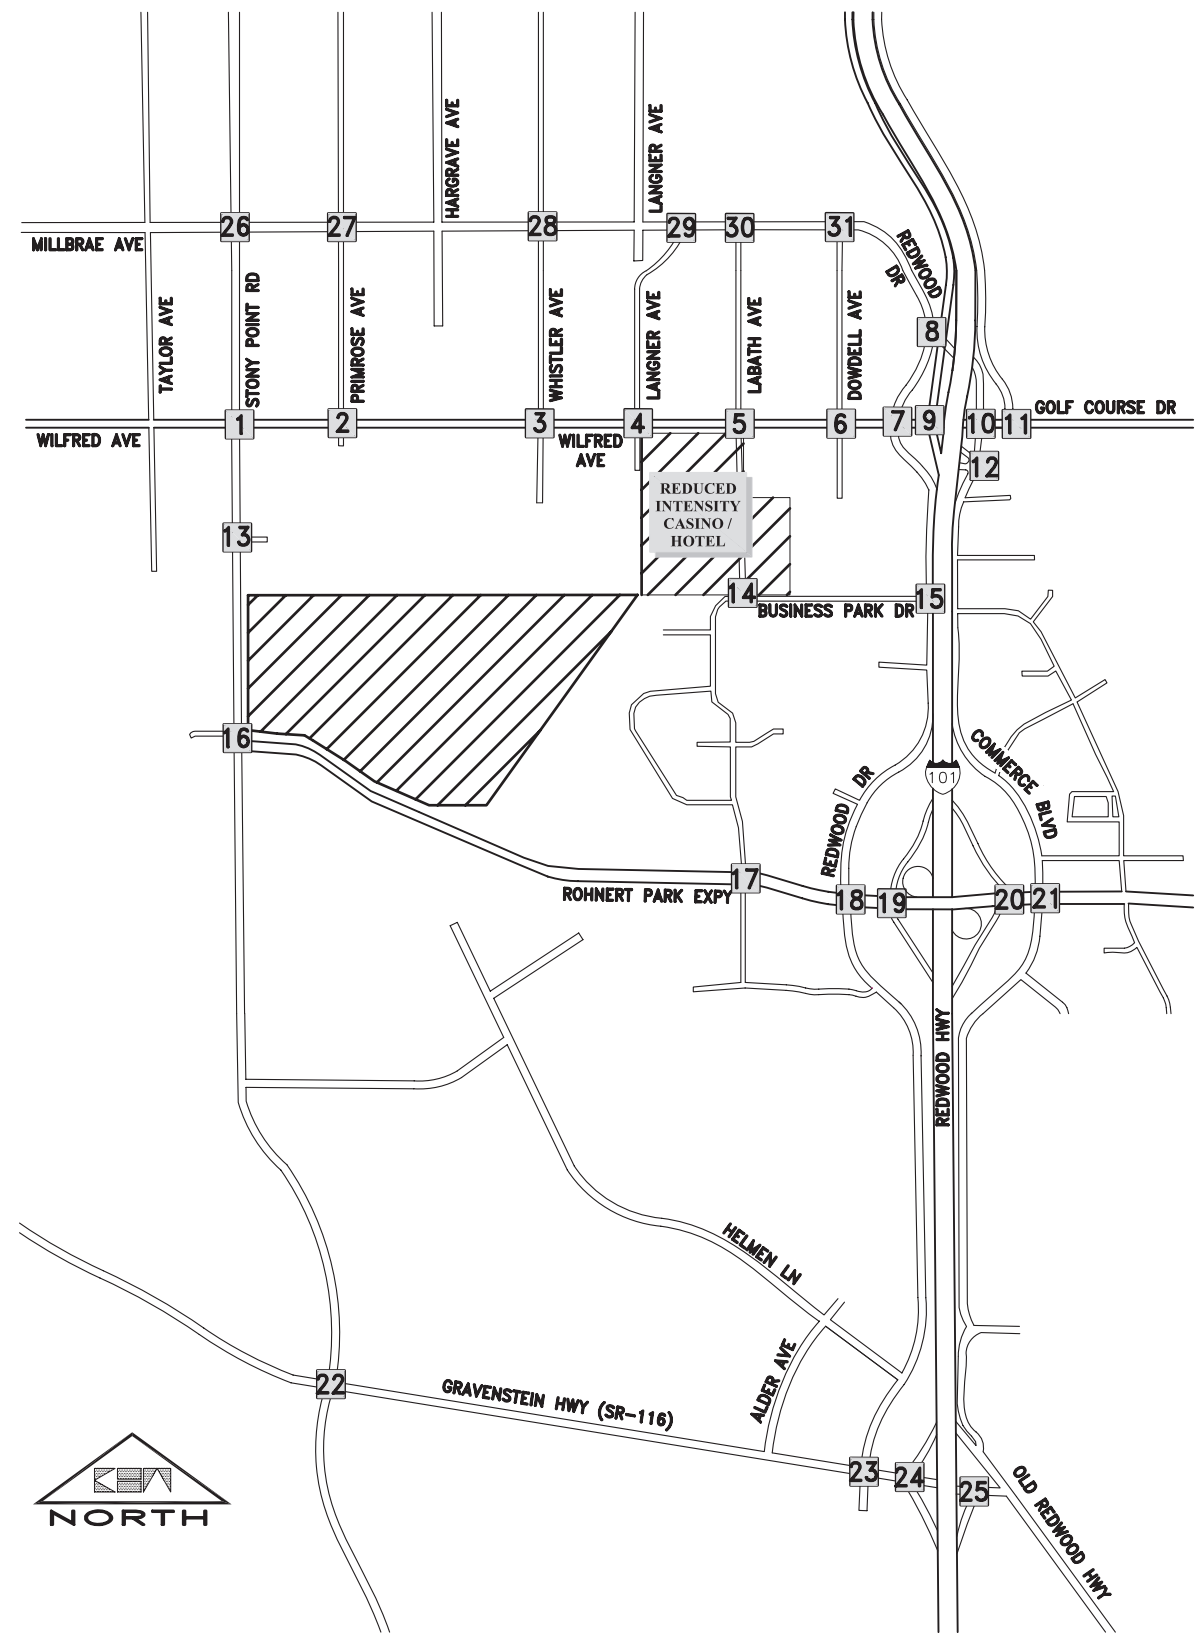 HARGRAVE AVE
LANGNER AVE
26
27
28
29
30
31
MILLBRAE AVE
REDWOOD
DR
TAYLOR AVE
STONY POINT RD
PRIMROSE AVE
WHISTLER AVE
LANGNER AVE
LABATH AVE
DOWDELL AVE
8
GOLF COURSE DR
1
2
3
4
5
6
7
9
10
11
WILFRED AVE
WILFRED
AVE
12
REDUCED
INTENSITY
CASINO /
HOTEL
13
14
15
BUSINESS PARK DR
16
COMMERCE BLVD
101
REDWOOD DR
17
ROHNERT PARK EXPY
18
19
20
21
REDWOOD HWY
HELMEN LN
ALDER AVE
22
GRAVENSTEIN HWY (SR-116)
23
24
25
OLD REDWOOD HWY
NORTH